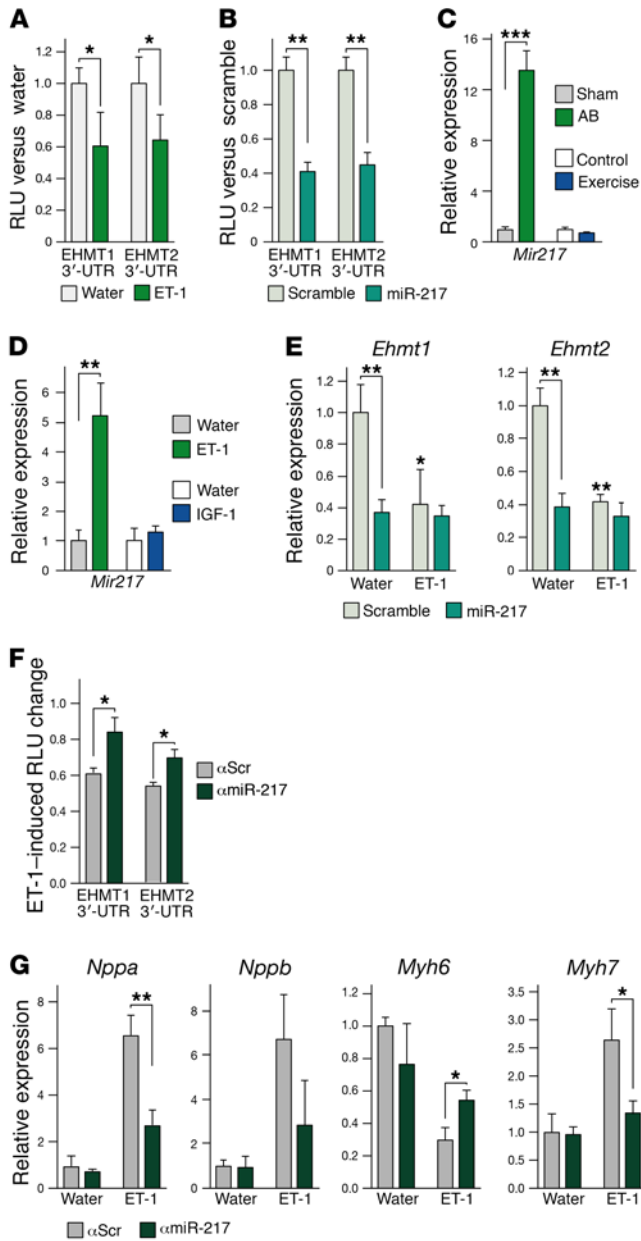 A
RLU versus water
1.2
1.0
0.8
0.6
0.4
0.2
0
*
*
EHMT1
3′-UTR
EHMT2
3′-UTR
Water
ET-1
B
RLU versus scramble
1.2
1.0
0.8
0.6
0.4
0.2
0
**
**
EHMT1
3′-UTR
EHMT2
3′-UTR
Scramble
miR-217
C
Relative expression
16
12
8
4
0
***
Mir217
Sham
AB
Control
Exercise
D
Relative expression
6
5
4
3
2
1
0
**
Mir217
Water
ET-1
Water
IGF-1
E
Ehmt1
Relative expression
1.2
1.0
0.8
0.6
0.4
0.2
0
**
*
Water
ET-1
Ehmt2
1.2
1.0
0.8
0.6
0.4
0.2
0
**
**
Water
ET-1
Scramble
miR-217
F
ET-1–induced RLU change
1.0
0.8
0.6
0.4
0.2
0.0
*
*
EHMT1
3′-UTR
EHMT2
3′-UTR
αScr
αmiR-217
G
Relative expression
Nppa
8
6
4
2
0
**
Water
ET-1
Nppb
8
6
4
2
0
Water
ET-1
Myh6
1.2
1.0
0.8
0.6
0.4
0.2
0.0
*
Water
ET-1
Myh7
3.5
3.0
2.5
2.0
1.5
1.0
0.5
0.0
*
Water
ET-1
αScr
αmiR-217